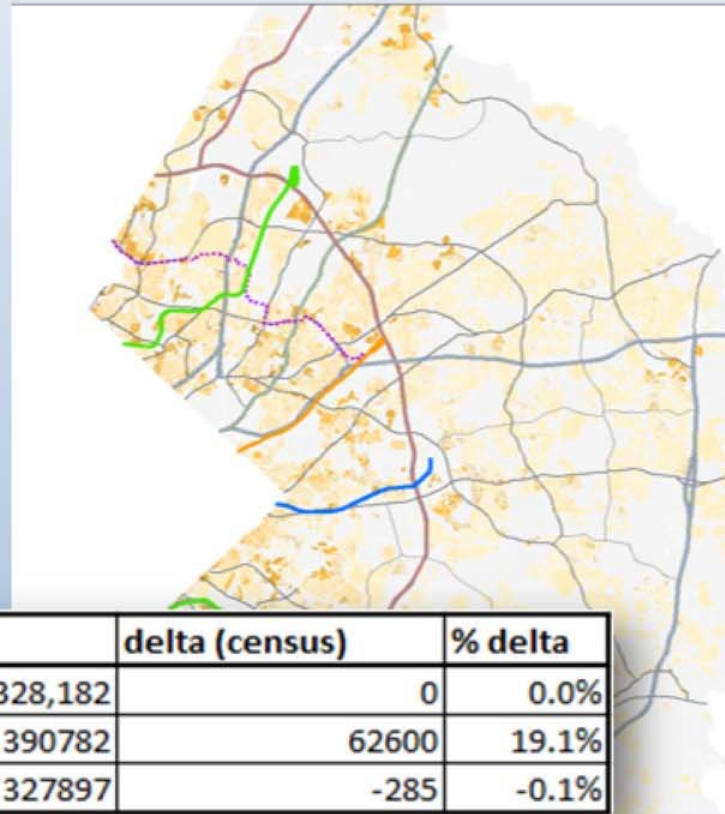 delta (census) % delta
328,182 0 0.0%
390782 62600 19.1%
327897 -285 -0.1%